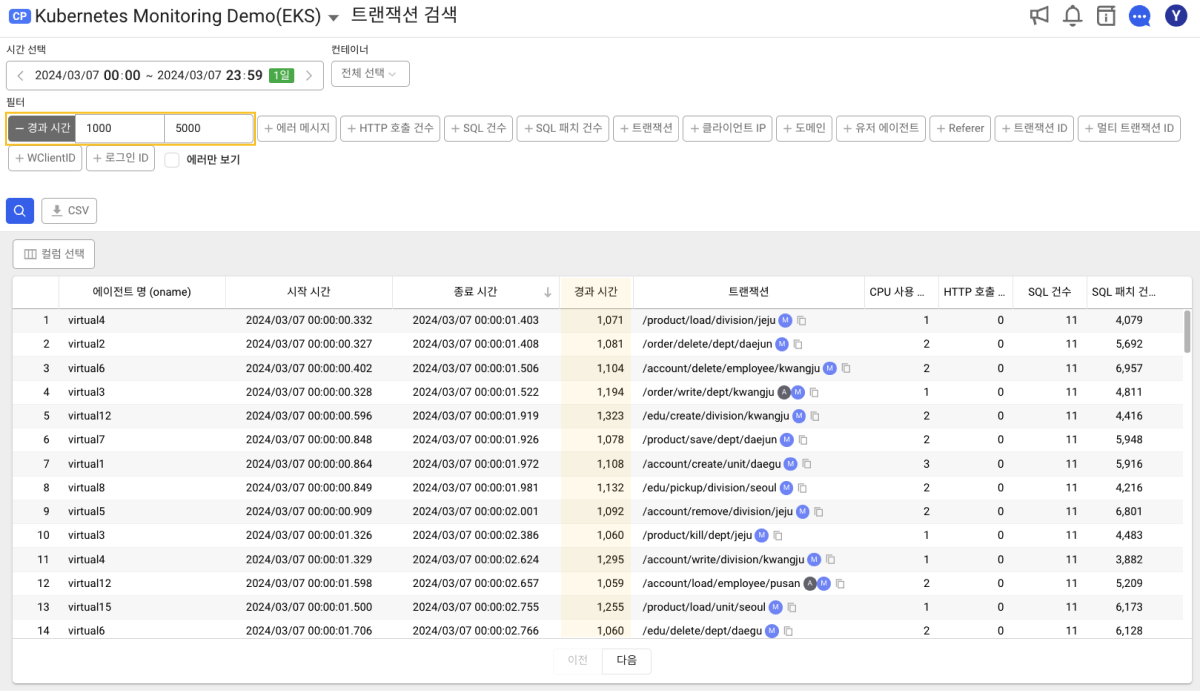 CP Kubernetes Monitoring Demo(EKS) 트랜잭션 검색 Y
시간 선택 컨테이너
2024/03/07 00:00 ~ 2024/03/07 23:59 1일 전체 선택
필터
− 경과 시간 1000 5000 + 에러 메시지 + HTTP 호출 건수 + SQL 건수 + SQL 패치 건수 + 트랜잭션 + 클라이언트 IP + 도메인 + 유저 에이전트 + Referer + 트랜잭션 ID + 멀티 트랜잭션 ID
+ WClientID + 로그인 ID 에러만 보기
CSV
컬럼 선택
에이전트 명 (oname) 시작 시간 종료 시간 ↓ 경과 시간 트랜잭션 CPU 사용 ... HTTP 호출 ... SQL 건수 SQL 패치 건...
1 virtual4 2024/03/07 00:00:00.332 2024/03/07 00:00:01.403 1,071 /product/load/division/jeju M 1 0 11 4,079
2 virtual2 2024/03/07 00:00:00.327 2024/03/07 00:00:01.408 1,081 /order/delete/dept/daejun M 2 0 11 5,692
3 virtual6 2024/03/07 00:00:00.402 2024/03/07 00:00:01.506 1,104 /account/delete/employee/kwangju M 2 0 11 6,957
4 virtual3 2024/03/07 00:00:00.328 2024/03/07 00:00:01.522 1,194 /order/write/dept/kwangju A M 1 0 11 4,811
5 virtual12 2024/03/07 00:00:00.596 2024/03/07 00:00:01.919 1,323 /edu/create/division/kwangju M 2 0 11 4,416
6 virtual7 2024/03/07 00:00:00.848 2024/03/07 00:00:01.926 1,078 /product/save/dept/daejun M 2 0 11 5,948
7 virtual1 2024/03/07 00:00:00.864 2024/03/07 00:00:01.972 1,108 /account/create/unit/daegu M 3 0 11 5,916
8 virtual8 2024/03/07 00:00:00.849 2024/03/07 00:00:01.981 1,132 /edu/pickup/division/seoul M 2 0 11 4,216
9 virtual5 2024/03/07 00:00:00.909 2024/03/07 00:00:02.001 1,092 /account/remove/division/jeju M 2 0 11 6,801
10 virtual3 2024/03/07 00:00:01.326 2024/03/07 00:00:02.386 1,060 /product/kill/dept/jeju M 1 0 11 4,483
11 virtual4 2024/03/07 00:00:01.329 2024/03/07 00:00:02.624 1,295 /account/write/division/kwangju M 1 0 11 3,882
12 virtual12 2024/03/07 00:00:01.598 2024/03/07 00:00:02.657 1,059 /account/load/employee/pusan A M 2 0 11 5,209
13 virtual15 2024/03/07 00:00:01.500 2024/03/07 00:00:02.755 1,255 /product/load/unit/seoul M 1 0 11 6,173
14 virtual6 2024/03/07 00:00:01.706 2024/03/07 00:00:02.766 1,060 /edu/delete/dept/daegu M 2 0 11 6,128
이전 다음